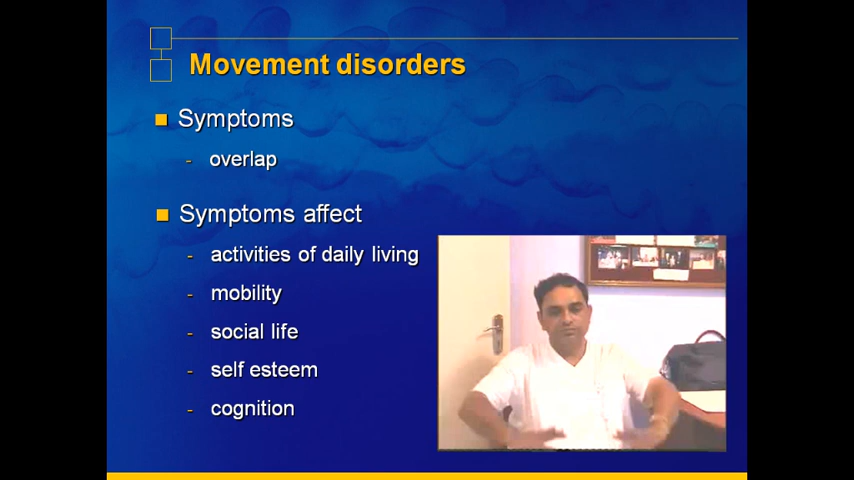 Movement disorders
Symptoms
- overlap
Symptoms affect
- activities of daily living
- mobility
- social life
- self esteem
- cognition